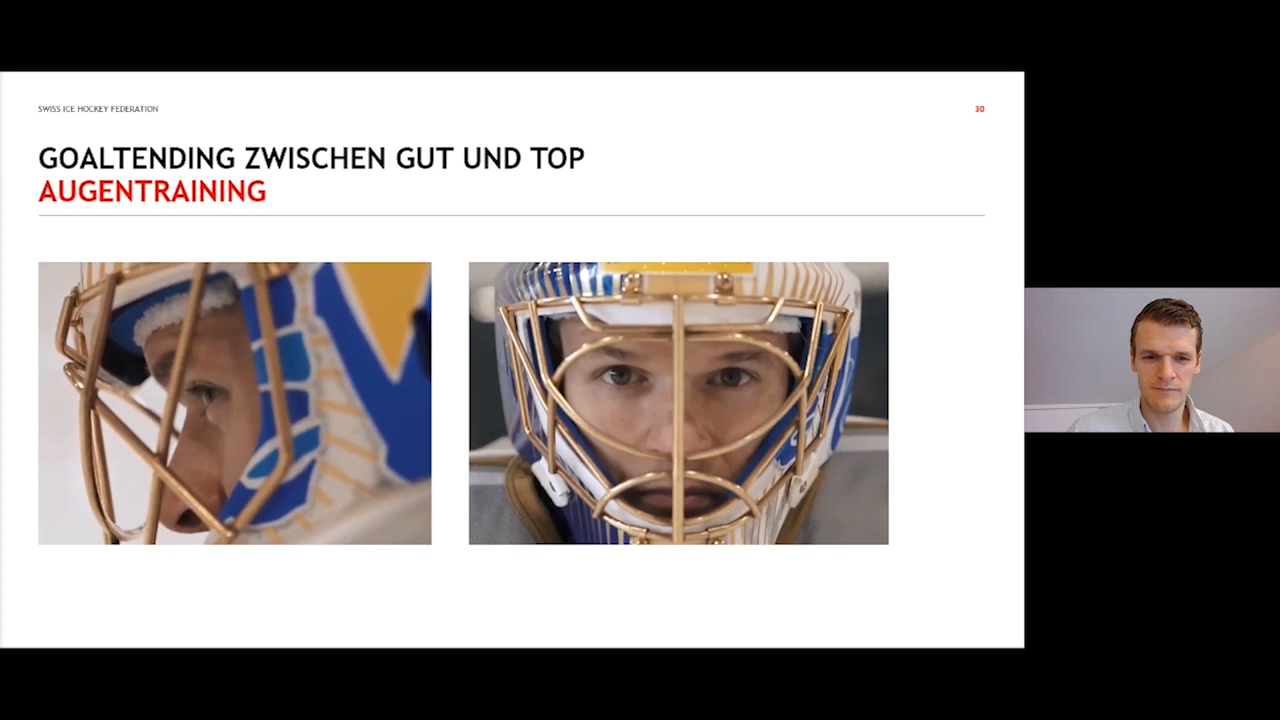 SWISS ICE HOCKEY FEDERATION
30
GOALTENDING ZWISCHEN GUT UND TOP
AUGENTRAINING